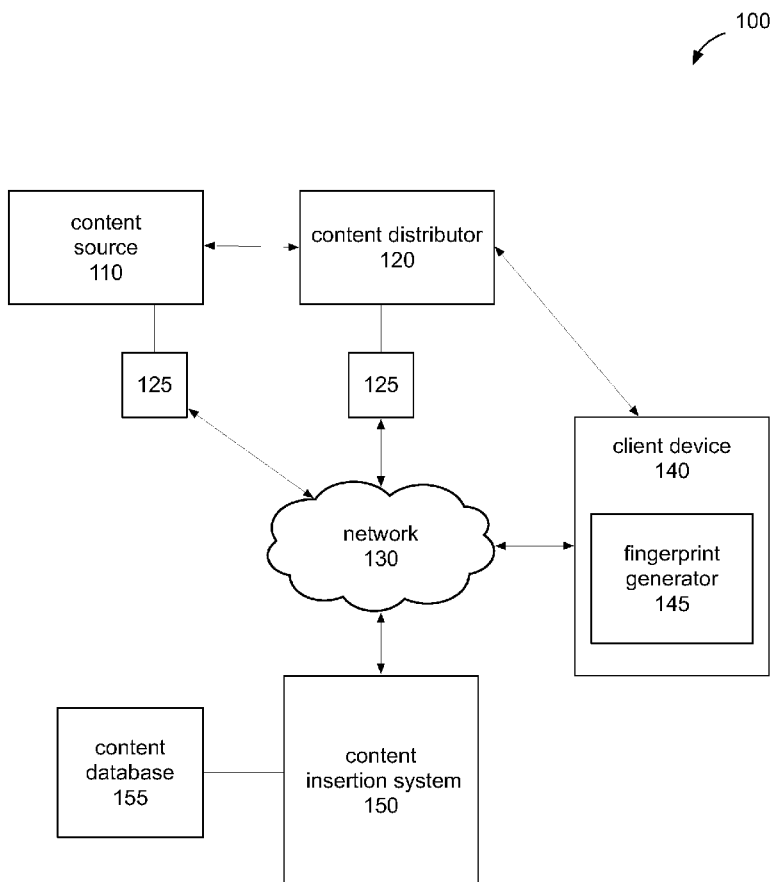 100
content
source
110
content distributor
120
125
125
client device
140
network
130
fingerprint
generator
145
content
database
155
content
insertion system
150